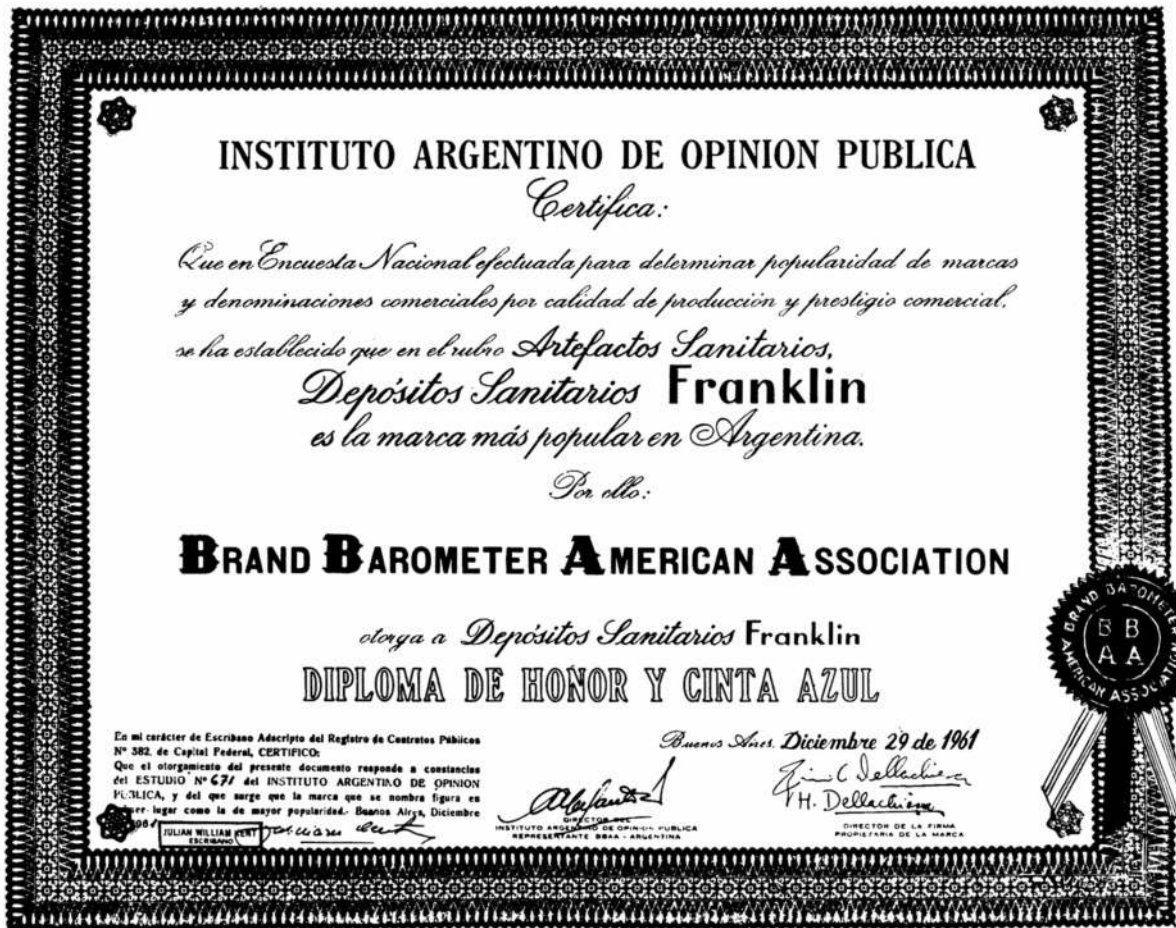 INSTITUTO ARGENTINO DE OPINION PUBLICA
Certifica:
Que en Encuesta Nacional efectuada para determinar popularidad de marcas
y denominaciones comerciales por calidad de producción y prestigio comercial,
se ha establecido que en el rubro Artefactos Sanitarios,
Depósitos Sanitarios Franklin
es la marca más popular en Argentina.
Por ello:
BRAND BAROMETER AMERICAN ASSOCIATION
otorga a Depósitos Sanitarios Franklin
DIPLOMA DE HONOR Y CINTA AZUL
BRAND BAROME
BB
AA
AMERICAN ASSOCIA
Buenos Aires, Diciembre 29 de 1961
En mi carácter de Escribano Adscripto del Registro de Contratos Públicos
Nº 382, de Capital Federal, CERTIFICO:
Que el otorgamiento del presente documento responde a constancias
del ESTUDIO Nº 671 del INSTITUTO ARGENTINO DE OPINION
PUBLICA, y del que surge que la marca que se nombra figura en
lugar como la de mayor popularidad.- Buenos Aires, Diciembre
JULIAN WILLIAM KENT
ESCRIBANO
DIRECTOR DEL
INSTITUTO ARGENTINO DE OPINION PUBLICA
REPRESENTANTE BBAA - ARGENTINA
H. Dellachiesa
DIRECTOR DE LA FIRMA
PROPIETARIA DE LA MARCA